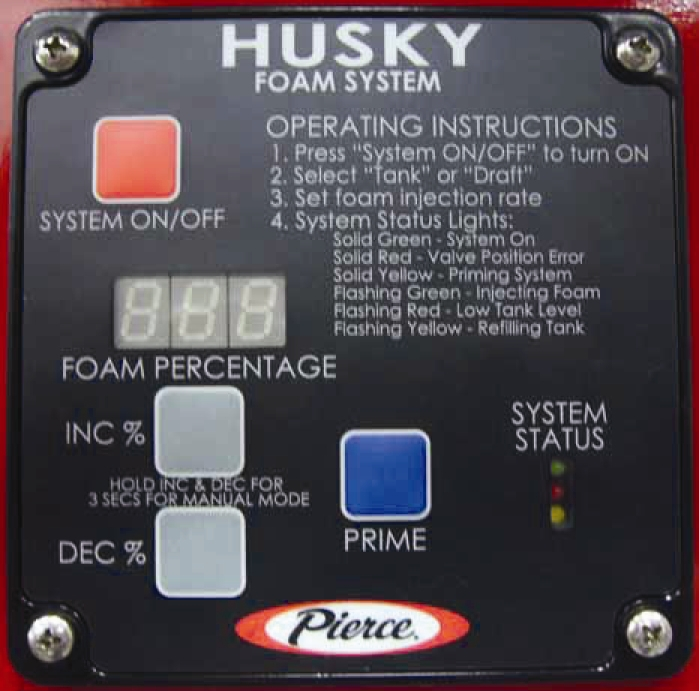 HUSKY
FOAM SYSTEM
OPERATING INSTRUCTIONS
1. Press "System ON/OFF" to turn ON
2. Select "Tank" or "Draft"
3. Set foam injection rate
4. System Status Lights:
Solid Green - System On
Solid Red - Valve Position Error
Solid Yellow - Priming System
Flashing Green - Injecting Foam
Flashing Red - Low Tank Level
Flashing Yellow - Refilling Tank
SYSTEM ON/OFF
FOAM PERCENTAGE
INC %
HOLD INC & DEC FOR
3 SECS FOR MANUAL MODE
DEC %
PRIME
SYSTEM
STATUS
Pierce.